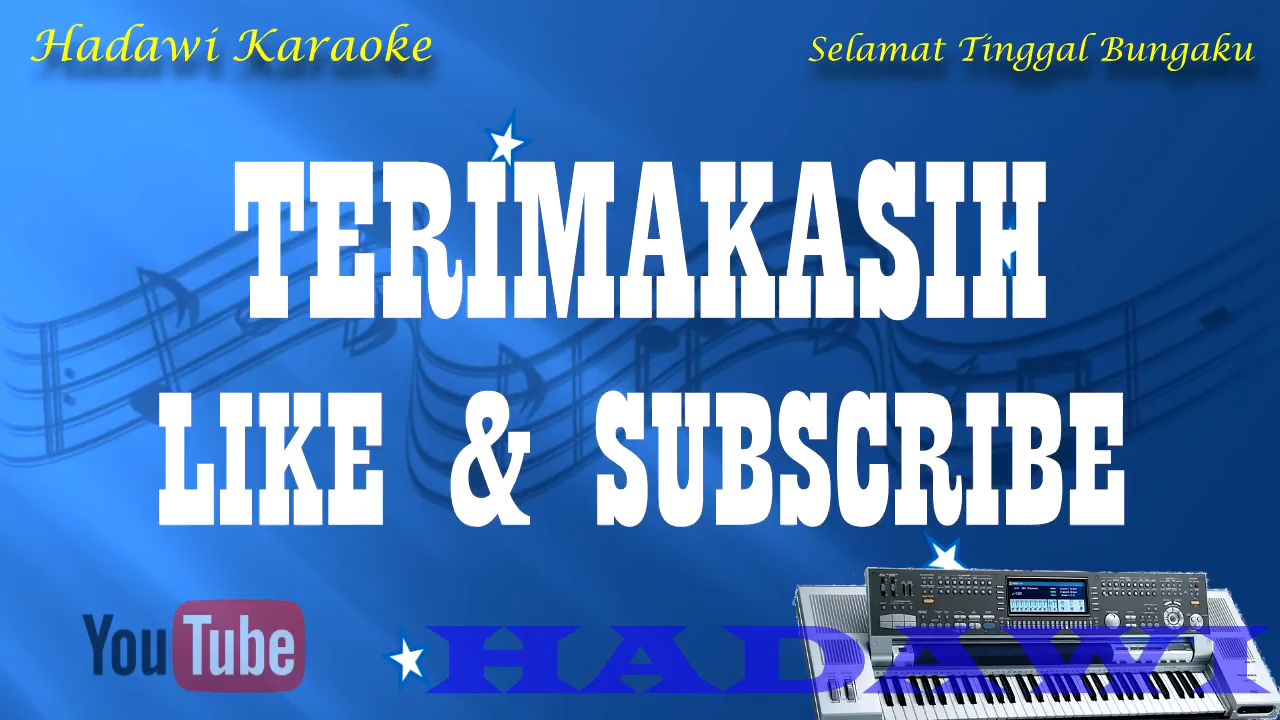 Hadawi Karaoke
Selamat Tinggal Bungaku
TERIMAKASIH
LIKE & SUBSCRIBE
YouTube
HADAWI